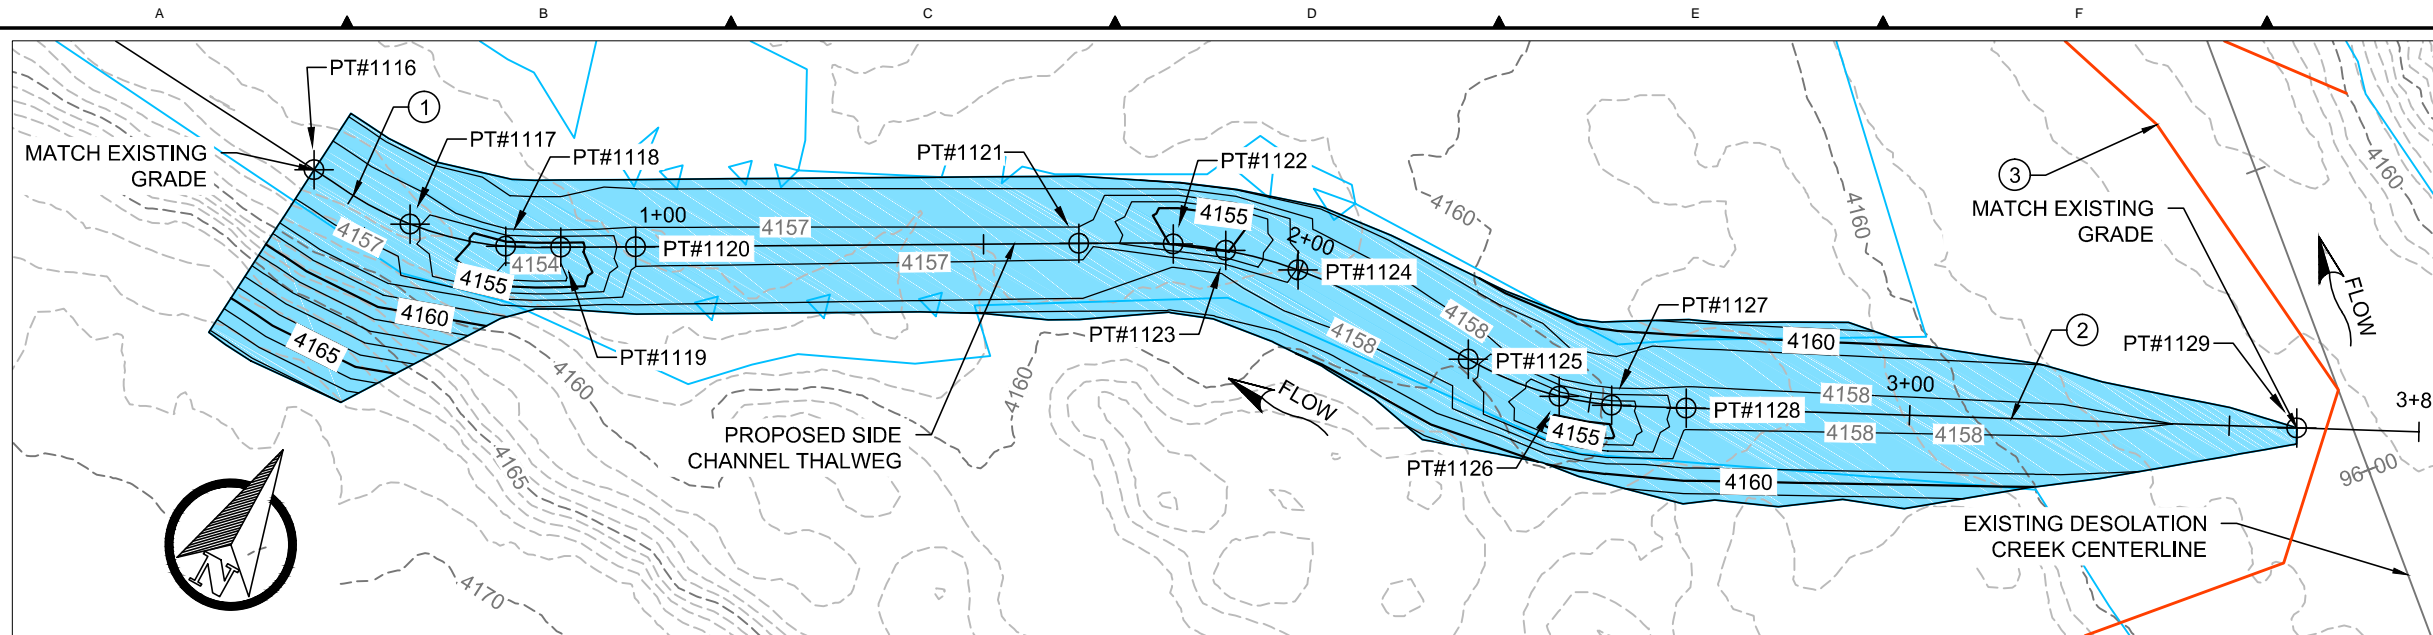 A
B
C
D
E
F
PT#1116
1
PT#1117
MATCH EXISTING
GRADE
PT#1118
PT#1121
PT#1122
3
4160
4160
4160
4160
4157
1+00
4157
4155
2+00
MATCH EXISTING
GRADE
FLOW
PT#1120
4154
4155
4157
PT#1124
4160
4165
PT#1119
PT#1123
4158
4158
PT#1127
4160
2
PT#1129
PT#1125
4160
4160
FLOW
4158
3+00
3+8
PT#1128
PROPOSED SIDE
CHANNEL THALWEG
4155
4158
4158
PT#1126
4165
4160
96+00
EXISTING DESOLATION
CREEK CENTERLINE
N
4170